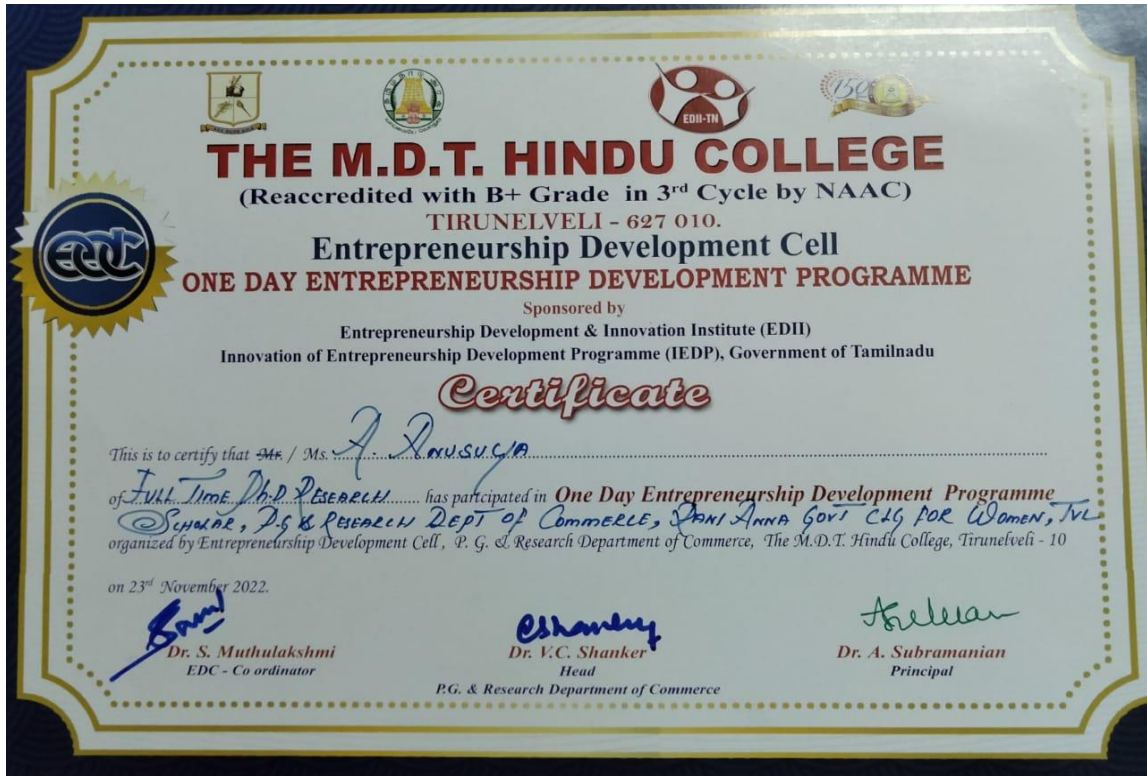 EDII-TN
150
THE M.D.T. HINDU COLLEGE
(Reaccredited with B+ Grade in 3rd Cycle by NAAC)
TIRUNELVELI - 627 010.
Entrepreneurship Development Cell
EDC
ONE DAY ENTREPRENEURSHIP DEVELOPMENT PROGRAMME
Sponsored by
Entrepreneurship Development & Innovation Institute (EDII)
Innovation of Entrepreneurship Development Programme (IEDP), Government of Tamilnadu
Certificate
This is to certify that Mr. / Ms. A. ANUSUYA
of FULL TIME Ph.D RESEARCH has participated in One Day Entrepreneurship Development Programme
SCHOLAR, P.G & RESEARCH DEPT OF COMMERCE, RANI ANNA GOVT CLG FOR WOMEN, TVL
organized by Entrepreneurship Development Cell, P. G. & Research Department of Commerce, The M.D.T. Hindu College, Tirunelveli - 10
on 23rd November 2022.
Dr. S. Muthulakshmi Dr. V.C. Shanker Dr. A. Subramanian
EDC - Co ordinator Head Principal
P.G. & Research Department of Commerce